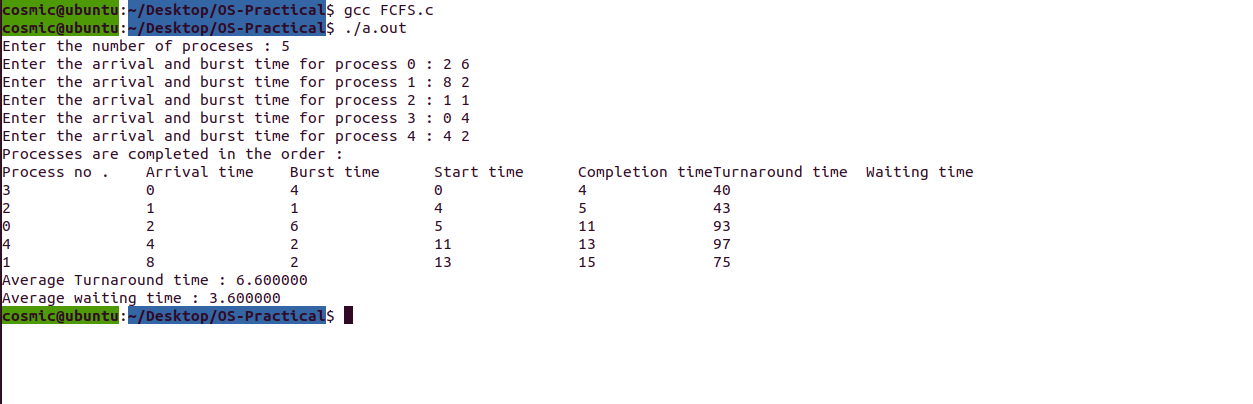 cosmic@ubuntu:~/Desktop/OS-Practical$ gcc FCFS.c
cosmic@ubuntu:~/Desktop/OS-Practical$ ./a.out
Enter the number of proceses : 5
Enter the arrival and burst time for process 0 : 2 6
Enter the arrival and burst time for process 1 : 8 2
Enter the arrival and burst time for process 2 : 1 1
Enter the arrival and burst time for process 3 : 0 4
Enter the arrival and burst time for process 4 : 4 2
Processes are completed in the order :
Process no .    Arrival time    Burst time      Start time      Completion timeTurnaround time  Waiting time
3               0               4               0               4              40
2               1               1               4               5              43
0               2               6               5               11             93
4               4               2               11              13             97
1               8               2               13              15             75
Average Turnaround time : 6.600000
Average waiting time : 3.600000
cosmic@ubuntu:~/Desktop/OS-Practical$